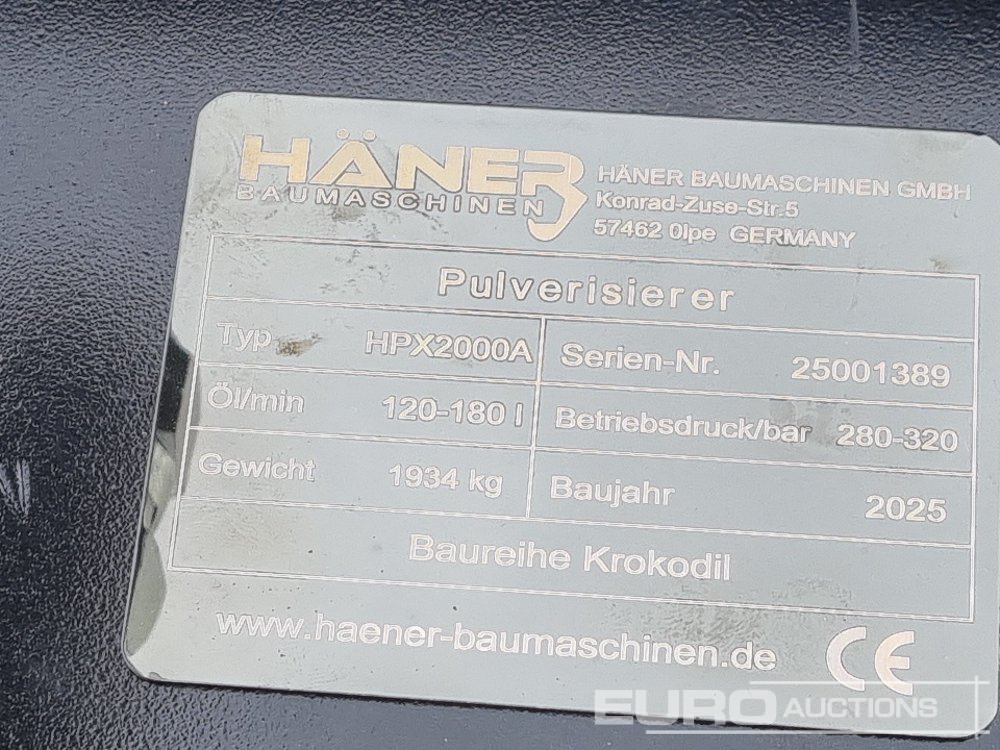 HÄNER
BAUMASCHINEN
HÄNER BAUMASCHINEN GMBH
Konrad-Zuse-Str.5
57462 Olpe GERMANY
Pulverisierer
Typ HPX2000A Serien-Nr. 25001389
Öl/min 120-180 l Betriebsdruck/bar 280-320
Gewicht 1934 kg Baujahr 2025
Baureihe Krokodil
www.haener-baumaschinen.de CE
EURO AUCTIONS